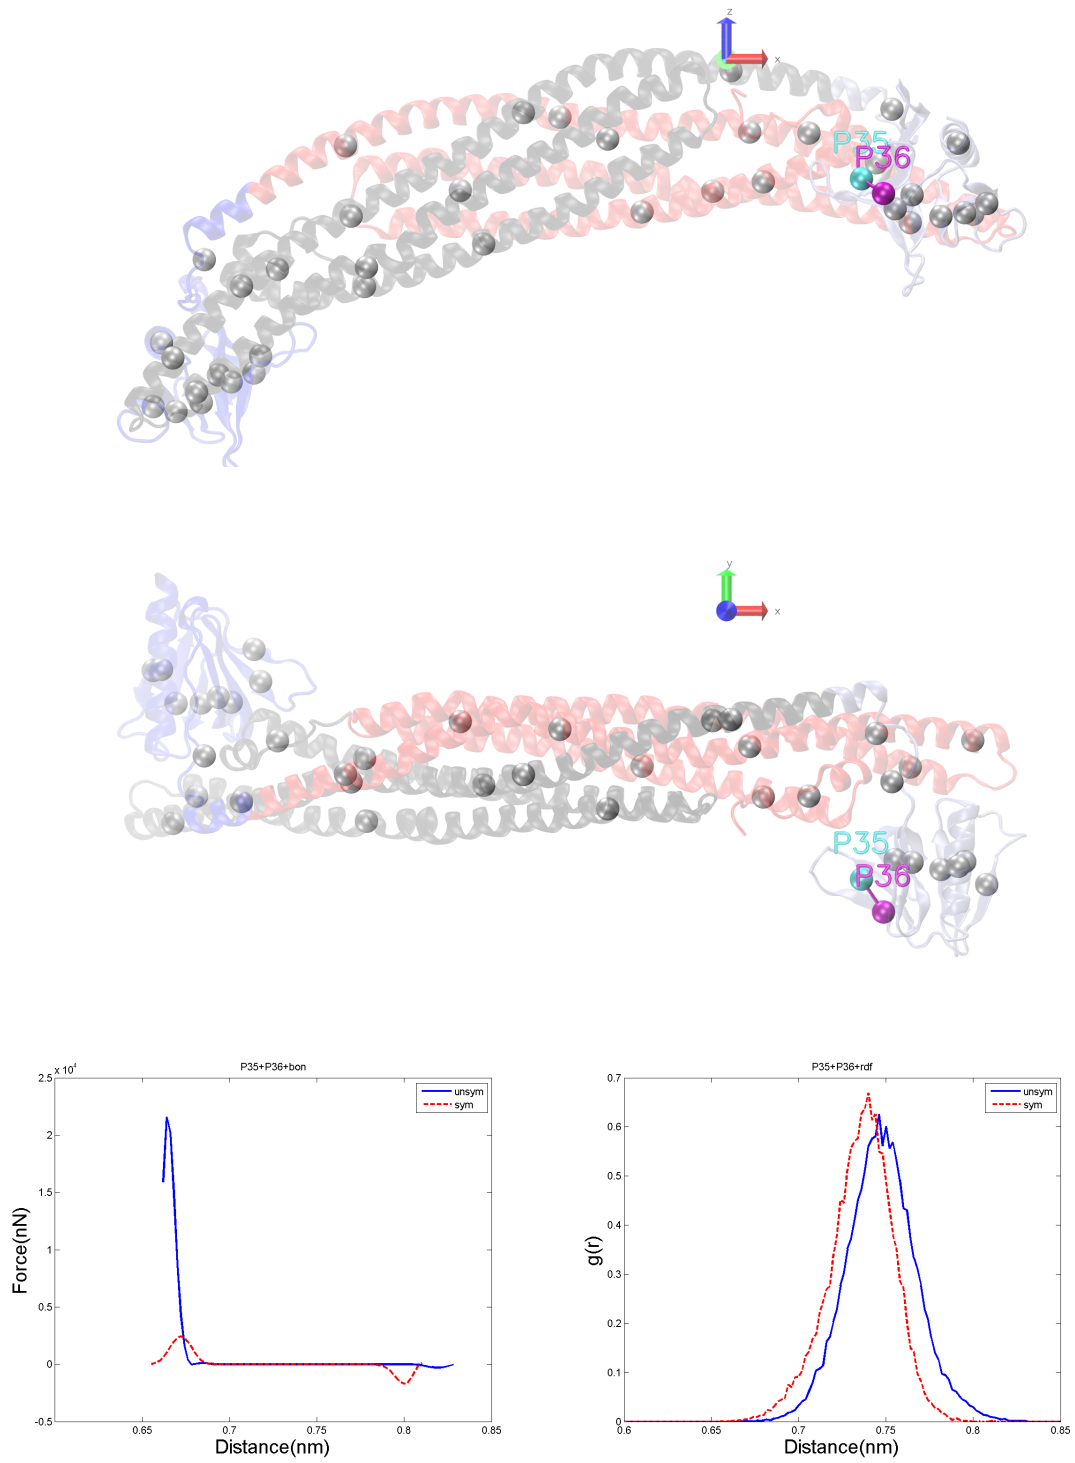 z
x
P35
P36
y
x
P35
P36
P35+P36+bon
x 10⁴
2.5
2
1.5
1
0.5
0
-0.5
0.65
0.7
0.75
0.8
0.85
Force(nN)
Distance(nm)
unsym
sym
P35+P36+rdf
0.7
0.6
0.5
0.4
0.3
0.2
0.1
0
0.6
0.65
0.7
0.75
0.8
0.85
g(r)
Distance(nm)
unsym
sym